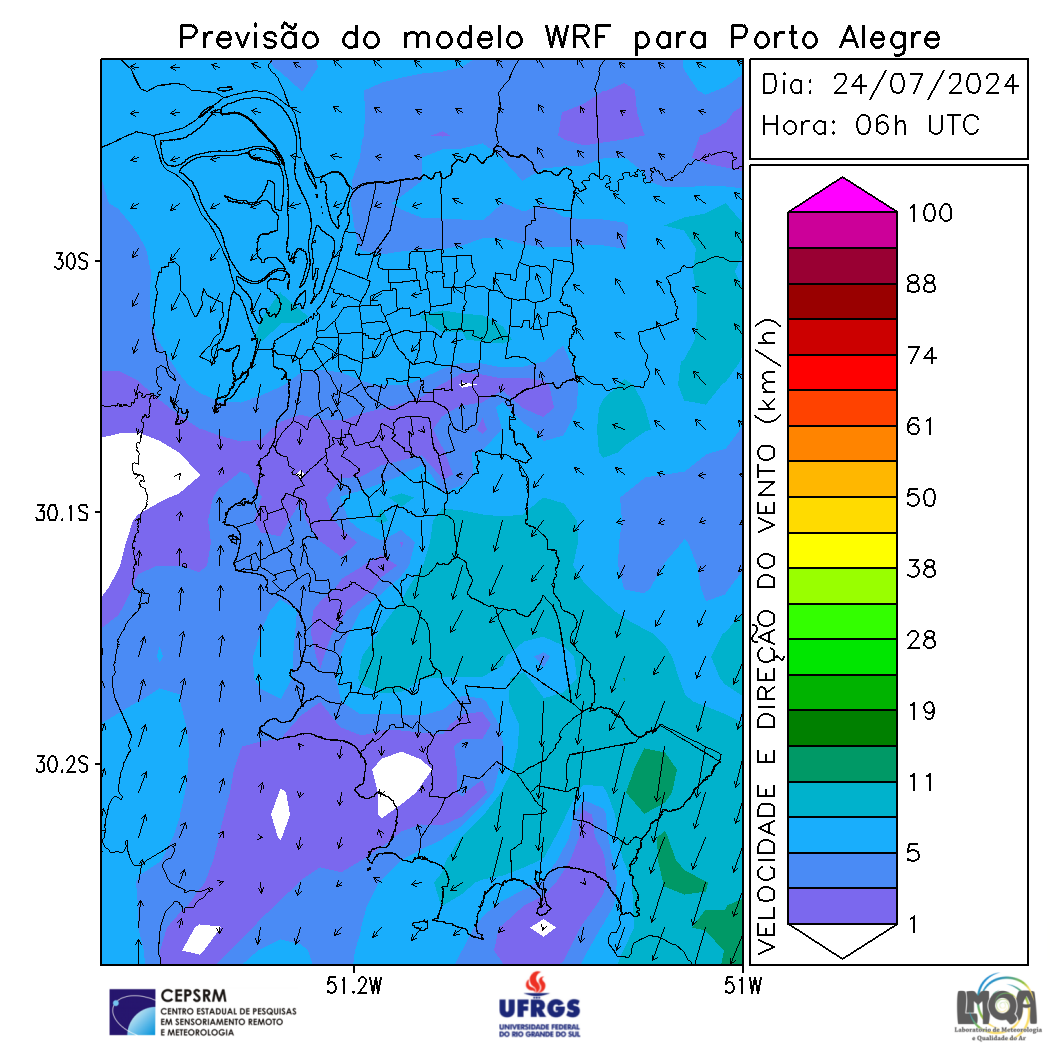 Previsão do modelo WRF para Porto Alegre
Dia: 24/07/2024
Hora: 06h UTC
30S
30.1S
30.2S
51.2W
51W
VELOCIDADE E DIREÇÃO DO VENTO (km/h)
100
88
74
61
50
38
28
19
11
5
1
CEPSRM
CENTRO ESTADUAL DE PESQUISAS
EM SENSORIAMENTO REMOTO
E METEOROLOGIA
UFRGS
UNIVERSIDADE FEDERAL
DO RIO GRANDE DO SUL
LMQA
Laboratório de Meteorologia
e Qualidade do Ar